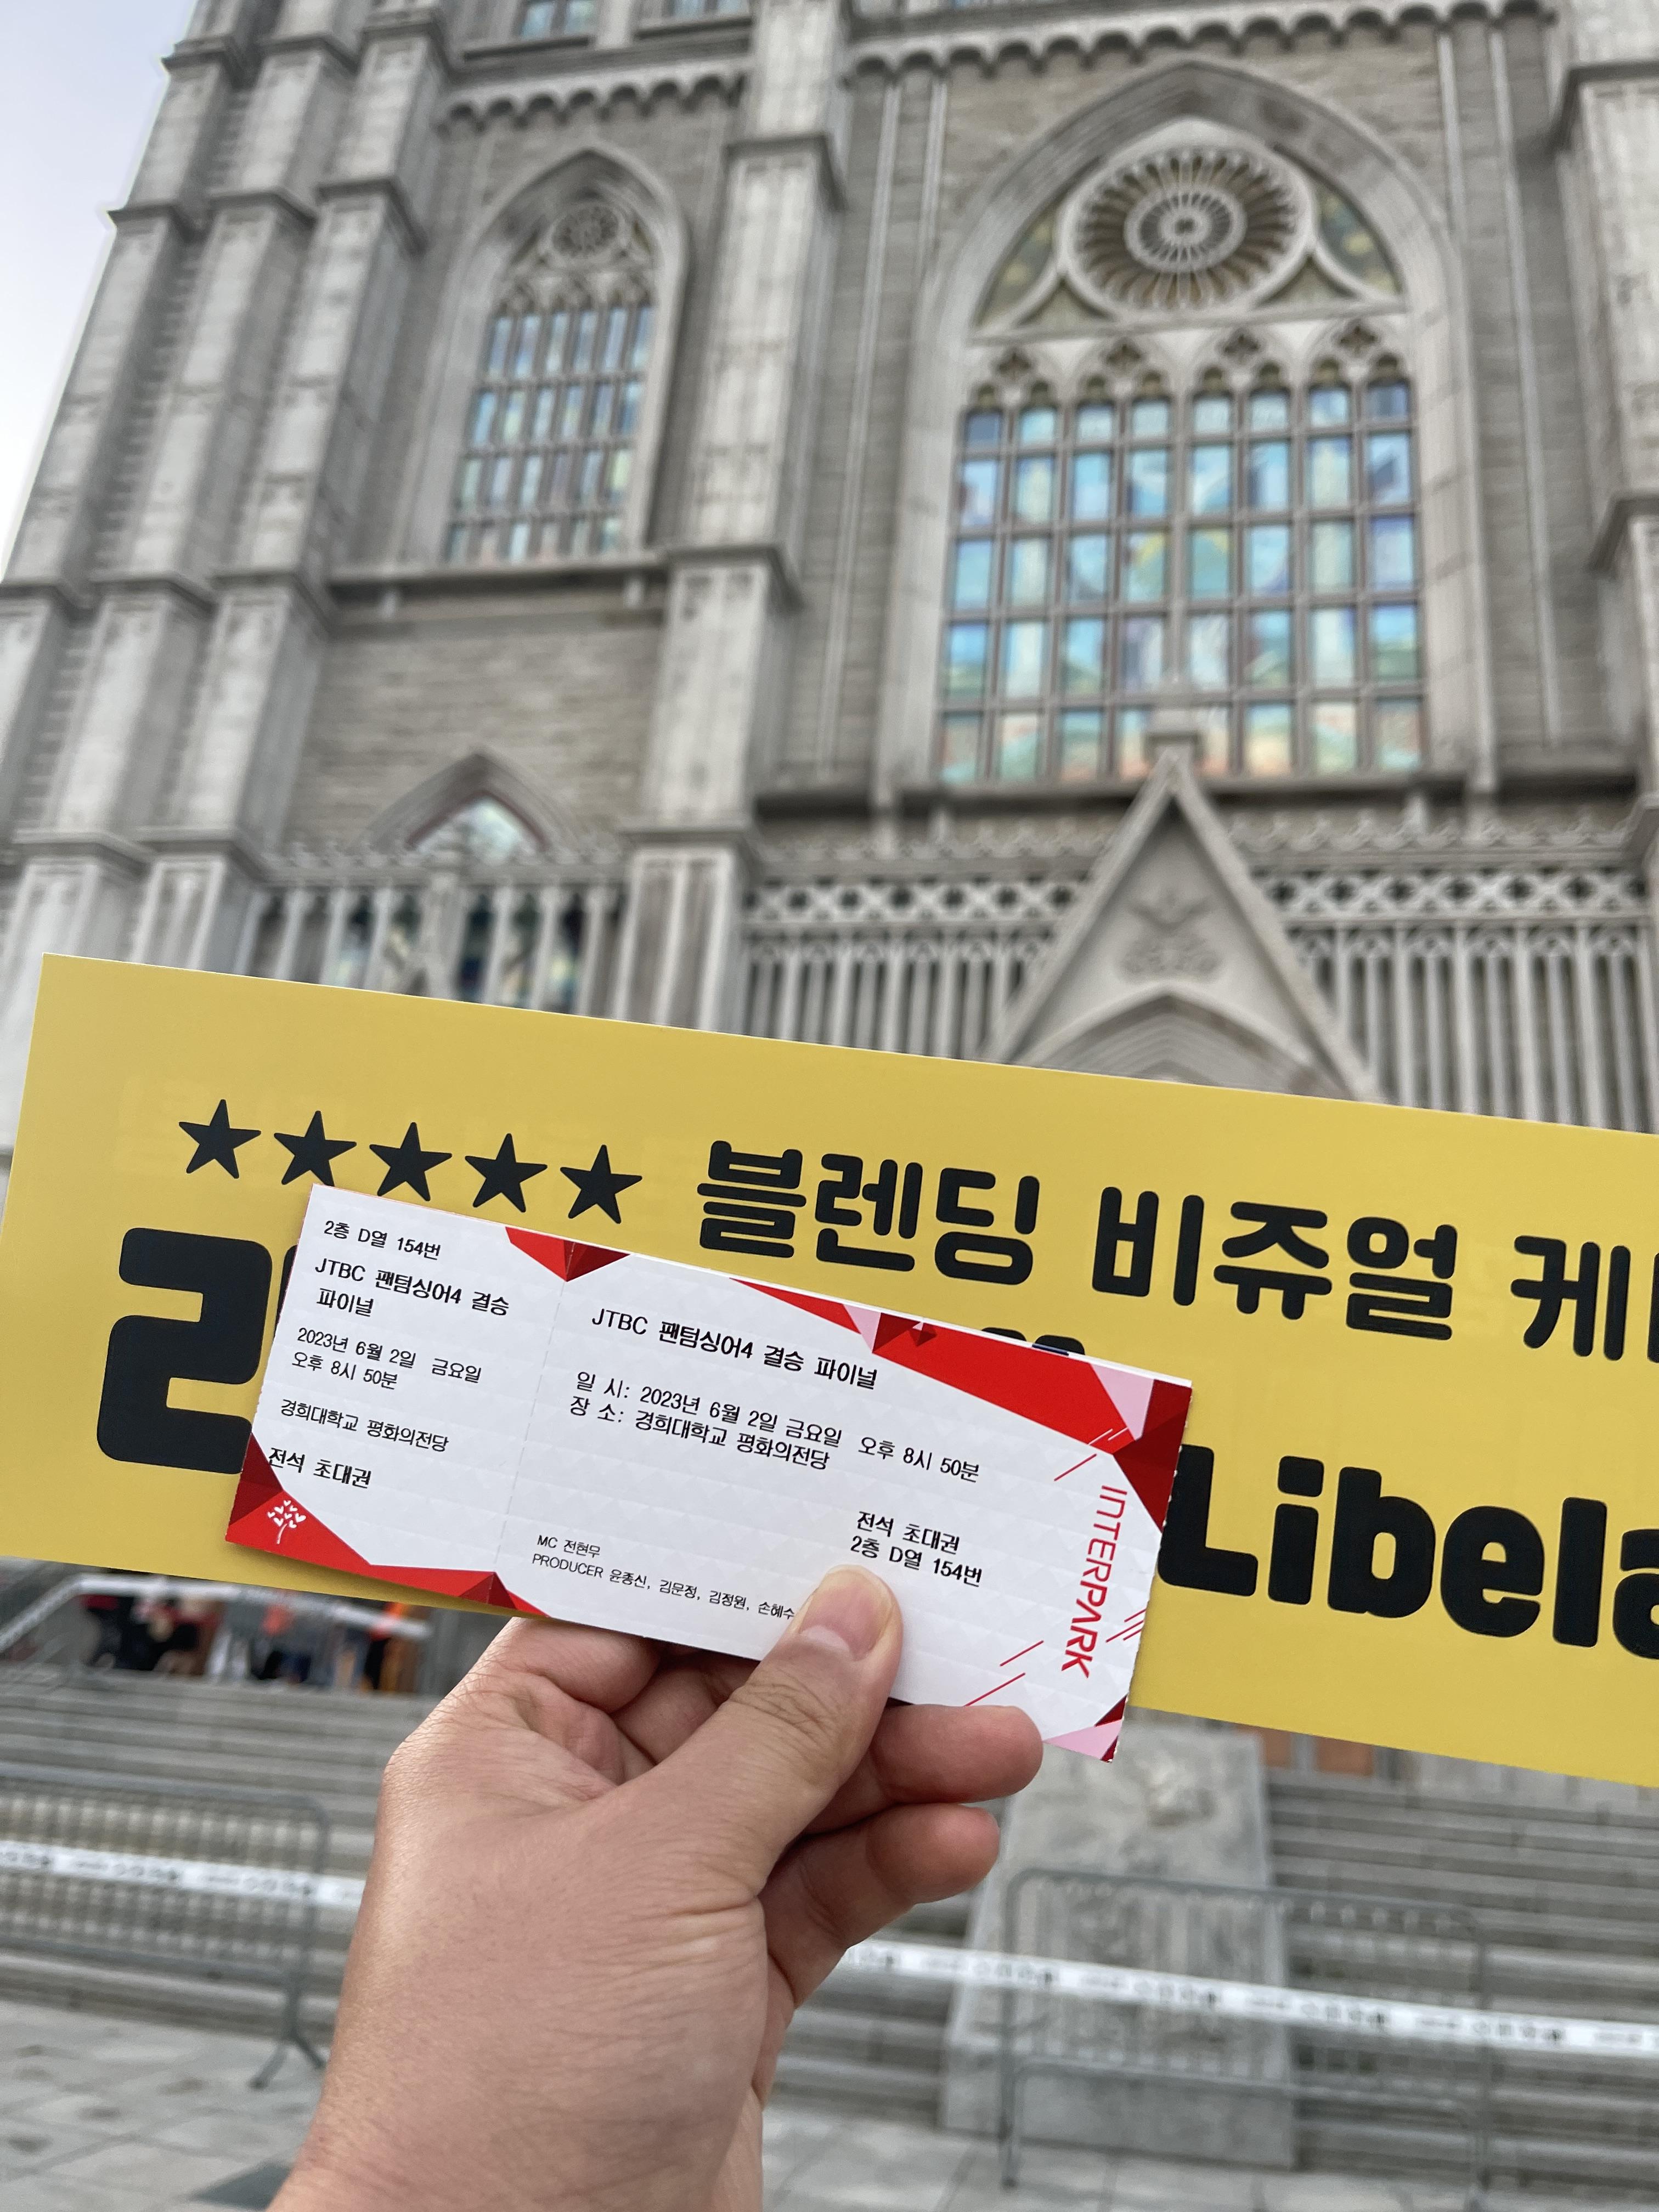 ★★★★★ 블렌딩 비쥬얼 케
Libela
2층 D열 154번
JTBC 팬텀싱어4 결승
파이널
2023년 6월 2일 금요일
오후 8시 50분
경희대학교 평화의전당
전석 초대권
JTBC 팬텀싱어4 결승 파이널
일 시: 2023년 6월 2일 금요일 오후 8시 50분
장 소: 경희대학교 평화의전당
전석 초대권
2층 D열 154번
MC 전현무
PRODUCER 윤종신, 김문정, 김정원, 손혜수
INTERPARK